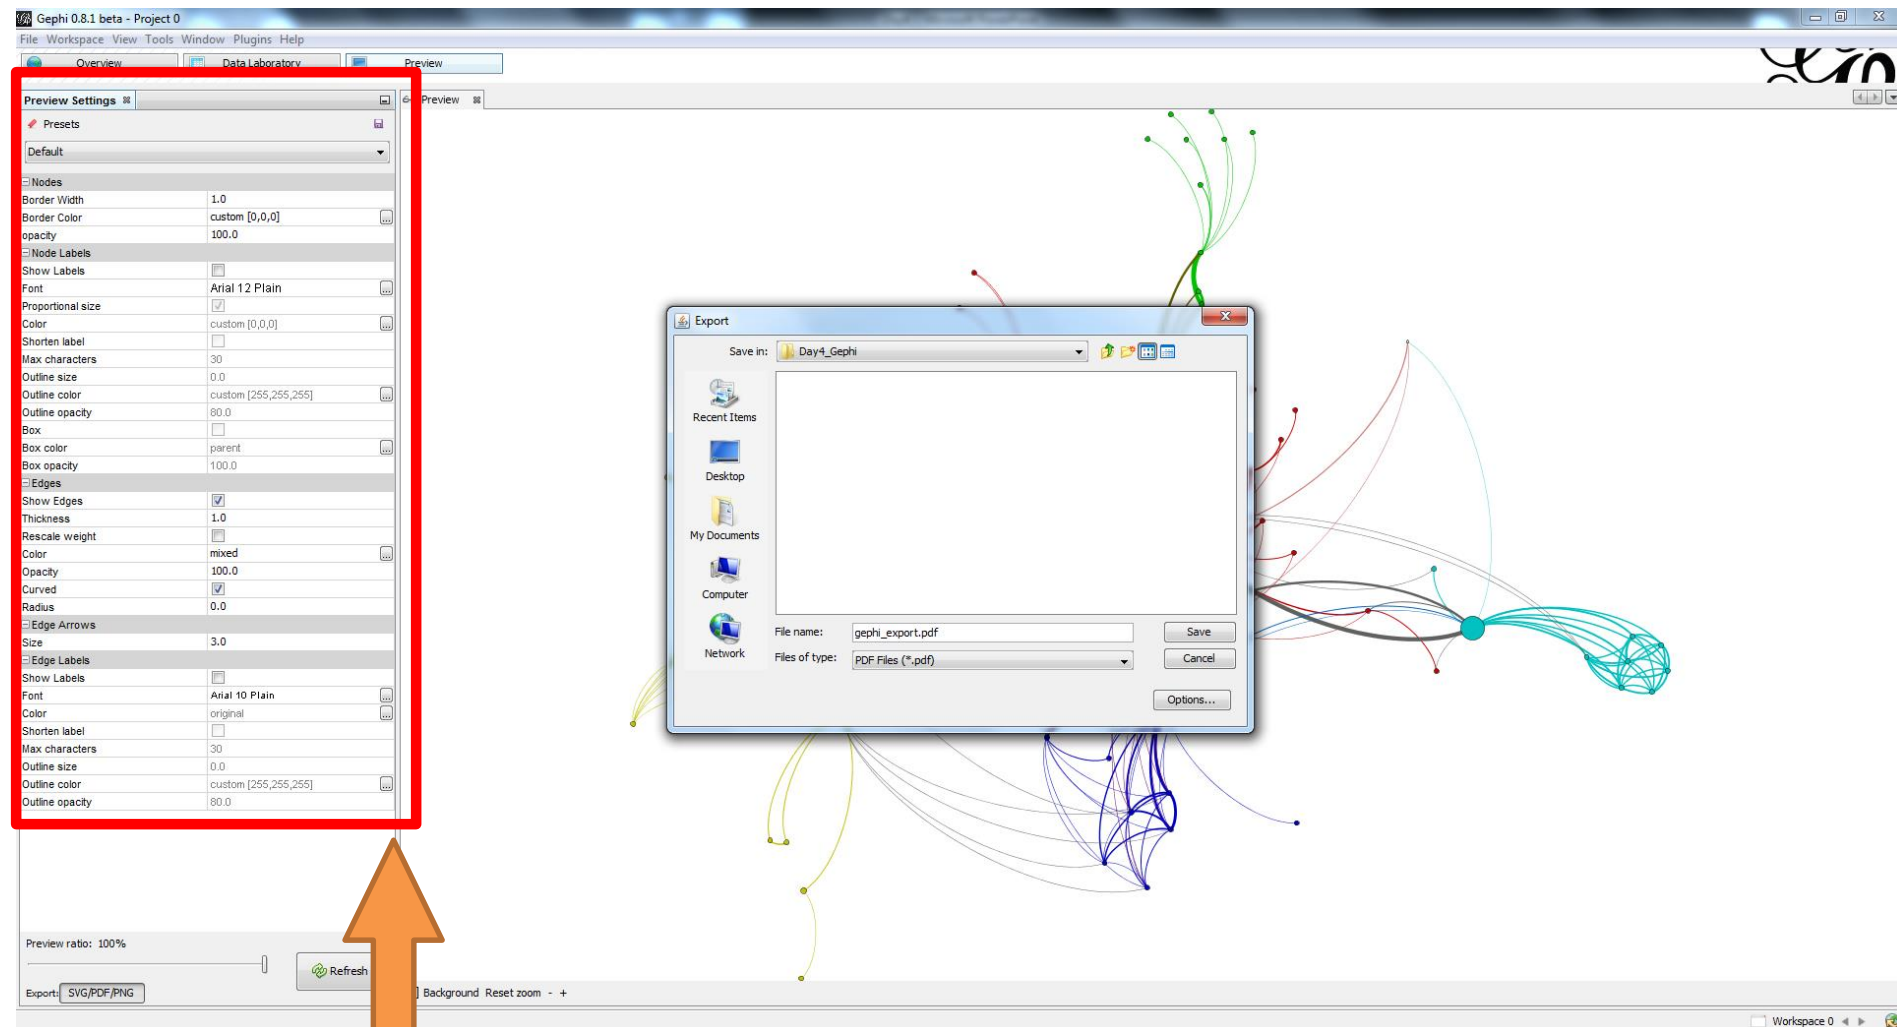 Gephi 0.8.1 beta - Project 0
File Workspace View Tools Window Plugins Help
Overview Data Laboratory Preview
Preview Settings
Presets
Default
Nodes
Border Width 1.0
Border Color custom [0,0,0]
opacity 100.0
Node Labels
Show Labels
Font Arial 12 Plain
Proportional size
Color custom [0,0,0]
Shorten label
Max characters 30
Outline size 0.0
Outline color custom [255,255,255]
Outline opacity 80.0
Box
Box color parent
Box opacity 100.0
Edges
Show Edges
Thickness 1.0
Rescale weight
Color mixed
Opacity 100.0
Curved
Radius 0.0
Edge Arrows
Size 3.0
Edge Labels
Show Labels
Font Arial 10 Plain
Color original
Shorten label
Max characters 30
Outline size 0.0
Outline color custom [255,255,255]
Outline opacity 80.0
Preview ratio: 100%
Refresh
Export: SVG/PDF/PNG
Preview
Export
Save in: Day4_Gephi
Recent Items
Desktop
My Documents
Computer
Network
File name: gephi_export.pdf Save
Files of type: PDF Files (*.pdf) Cancel
Options...
Background Reset zoom - +
Workspace 0